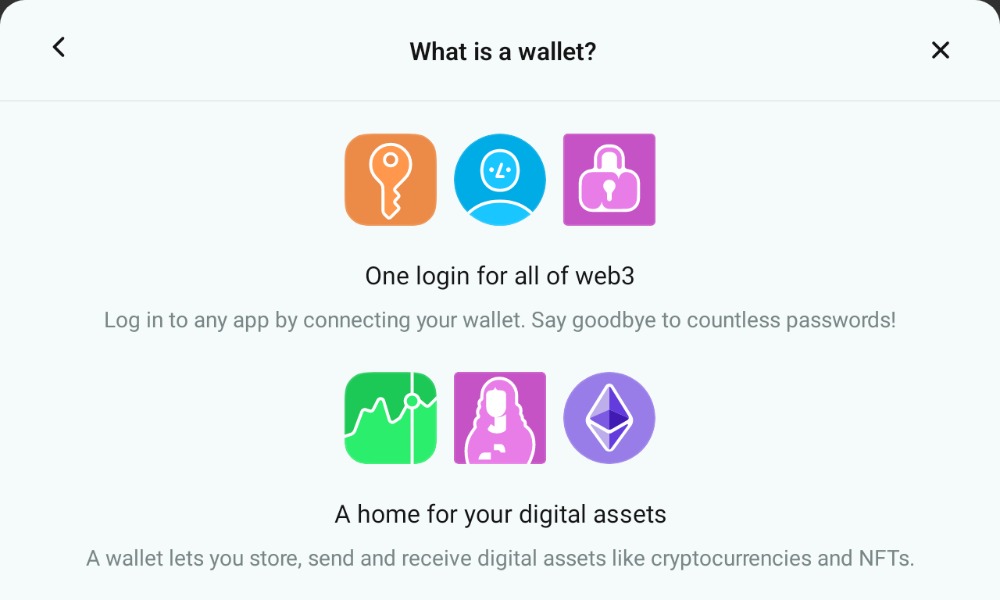 What is a wallet?
One login for all of web3
Log in to any app by connecting your wallet. Say goodbye to countless passwords!
A home for your digital assets
A wallet lets you store, send and receive digital assets like cryptocurrencies and NFTs.